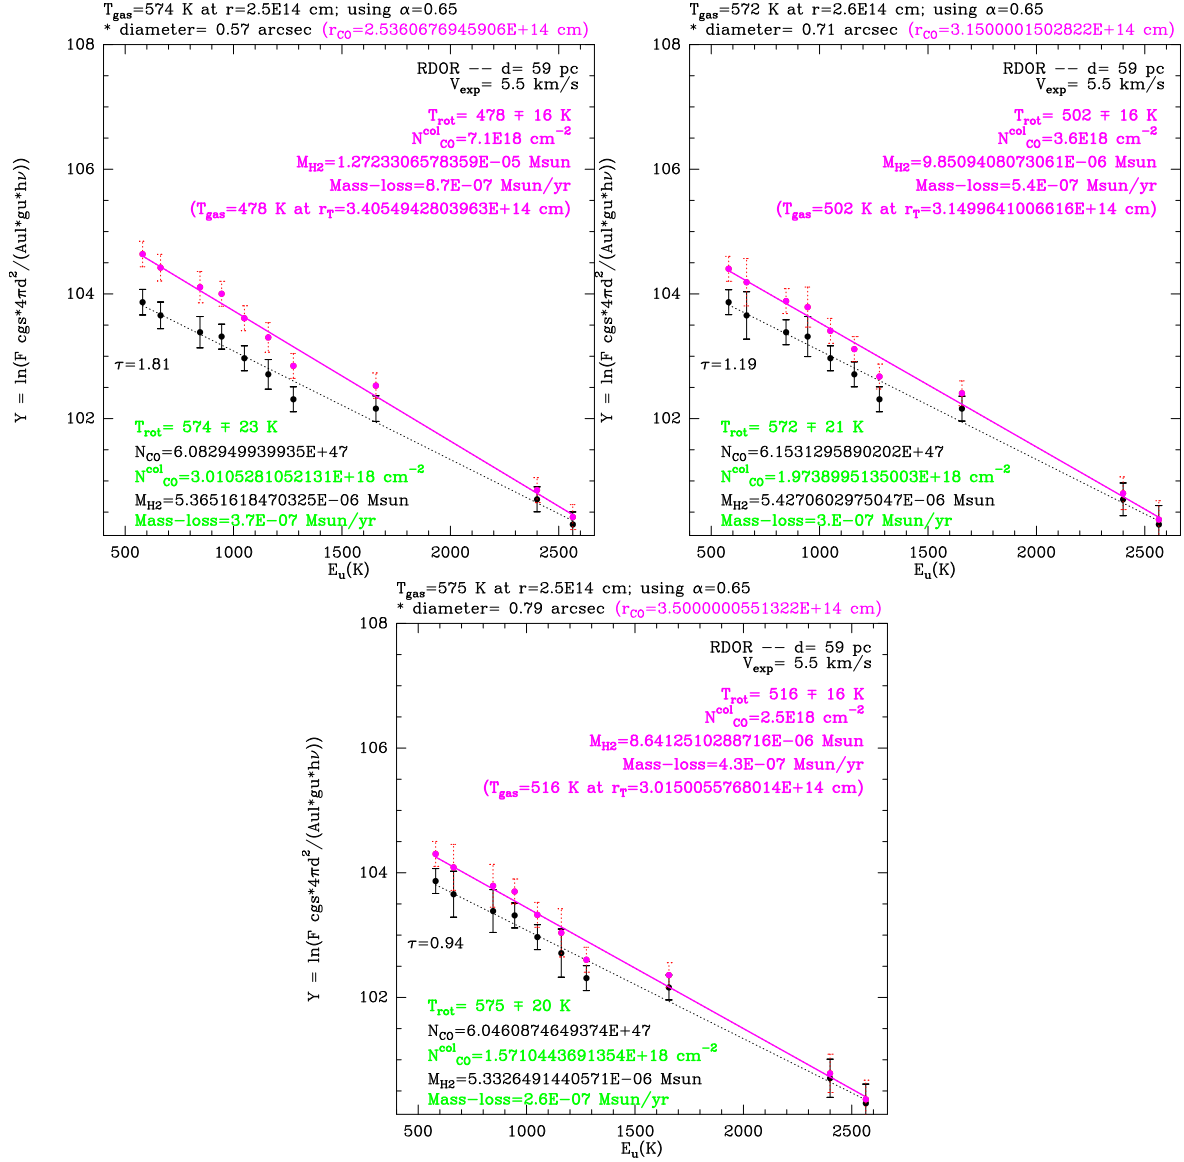 T_gas=574 K at r=2.5E14 cm; using α=0.65
* diameter= 0.57 arcsec (r_CO=2.5360676945906E+14 cm)
108
RDOR -- d= 59 pc
V_exp= 5.5 km/s
T_rot= 478 ∓ 16 K
N^col_CO=7.1E18 cm^-2
M_H2=1.2723306578359E-05 Msun
Mass-loss=8.7E-07 Msun/yr
(T_gas=478 K at r_T=3.4054942803963E+14 cm)
106
104
102
Y = ln(F cgs*4πd^2/(Aul*gu*hν))
τ=1.81
T_rot= 574 ∓ 23 K
N_CO=6.082949939935E+47
N^col_CO=3.0105281052131E+18 cm^-2
M_H2=5.3651618470325E-06 Msun
Mass-loss=3.7E-07 Msun/yr
500 1000 1500 2000 2500
E_u(K)
T_gas=572 K at r=2.6E14 cm; using α=0.65
* diameter= 0.71 arcsec (r_CO=3.1500001502822E+14 cm)
108
RDOR -- d= 59 pc
V_exp= 5.5 km/s
T_rot= 502 ∓ 16 K
N^col_CO=3.6E18 cm^-2
M_H2=9.8509408073061E-06 Msun
Mass-loss=5.4E-07 Msun/yr
(T_gas=502 K at r_T=3.1499641006616E+14 cm)
106
104
102
Y = ln(F cgs*4πd^2/(Aul*gu*hν))
τ=1.19
T_rot= 572 ∓ 21 K
N_CO=6.1531295890202E+47
N^col_CO=1.9738995135003E+18 cm^-2
M_H2=5.4270602975047E-06 Msun
Mass-loss=3.E-07 Msun/yr
500 1000 1500 2000 2500
E_u(K)
T_gas=575 K at r=2.5E14 cm; using α=0.65
* diameter= 0.79 arcsec (r_CO=3.5000000551322E+14 cm)
108
RDOR -- d= 59 pc
V_exp= 5.5 km/s
T_rot= 516 ∓ 16 K
N^col_CO=2.5E18 cm^-2
M_H2=8.6412510288716E-06 Msun
Mass-loss=4.3E-07 Msun/yr
(T_gas=516 K at r_T=3.0150055768014E+14 cm)
106
104
102
Y = ln(F cgs*4πd^2/(Aul*gu*hν))
τ=0.94
T_rot= 575 ∓ 20 K
N_CO=6.0460874649374E+47
N^col_CO=1.5710443691354E+18 cm^-2
M_H2=5.3326491440571E-06 Msun
Mass-loss=2.6E-07 Msun/yr
500 1000 1500 2000 2500
E_u(K)